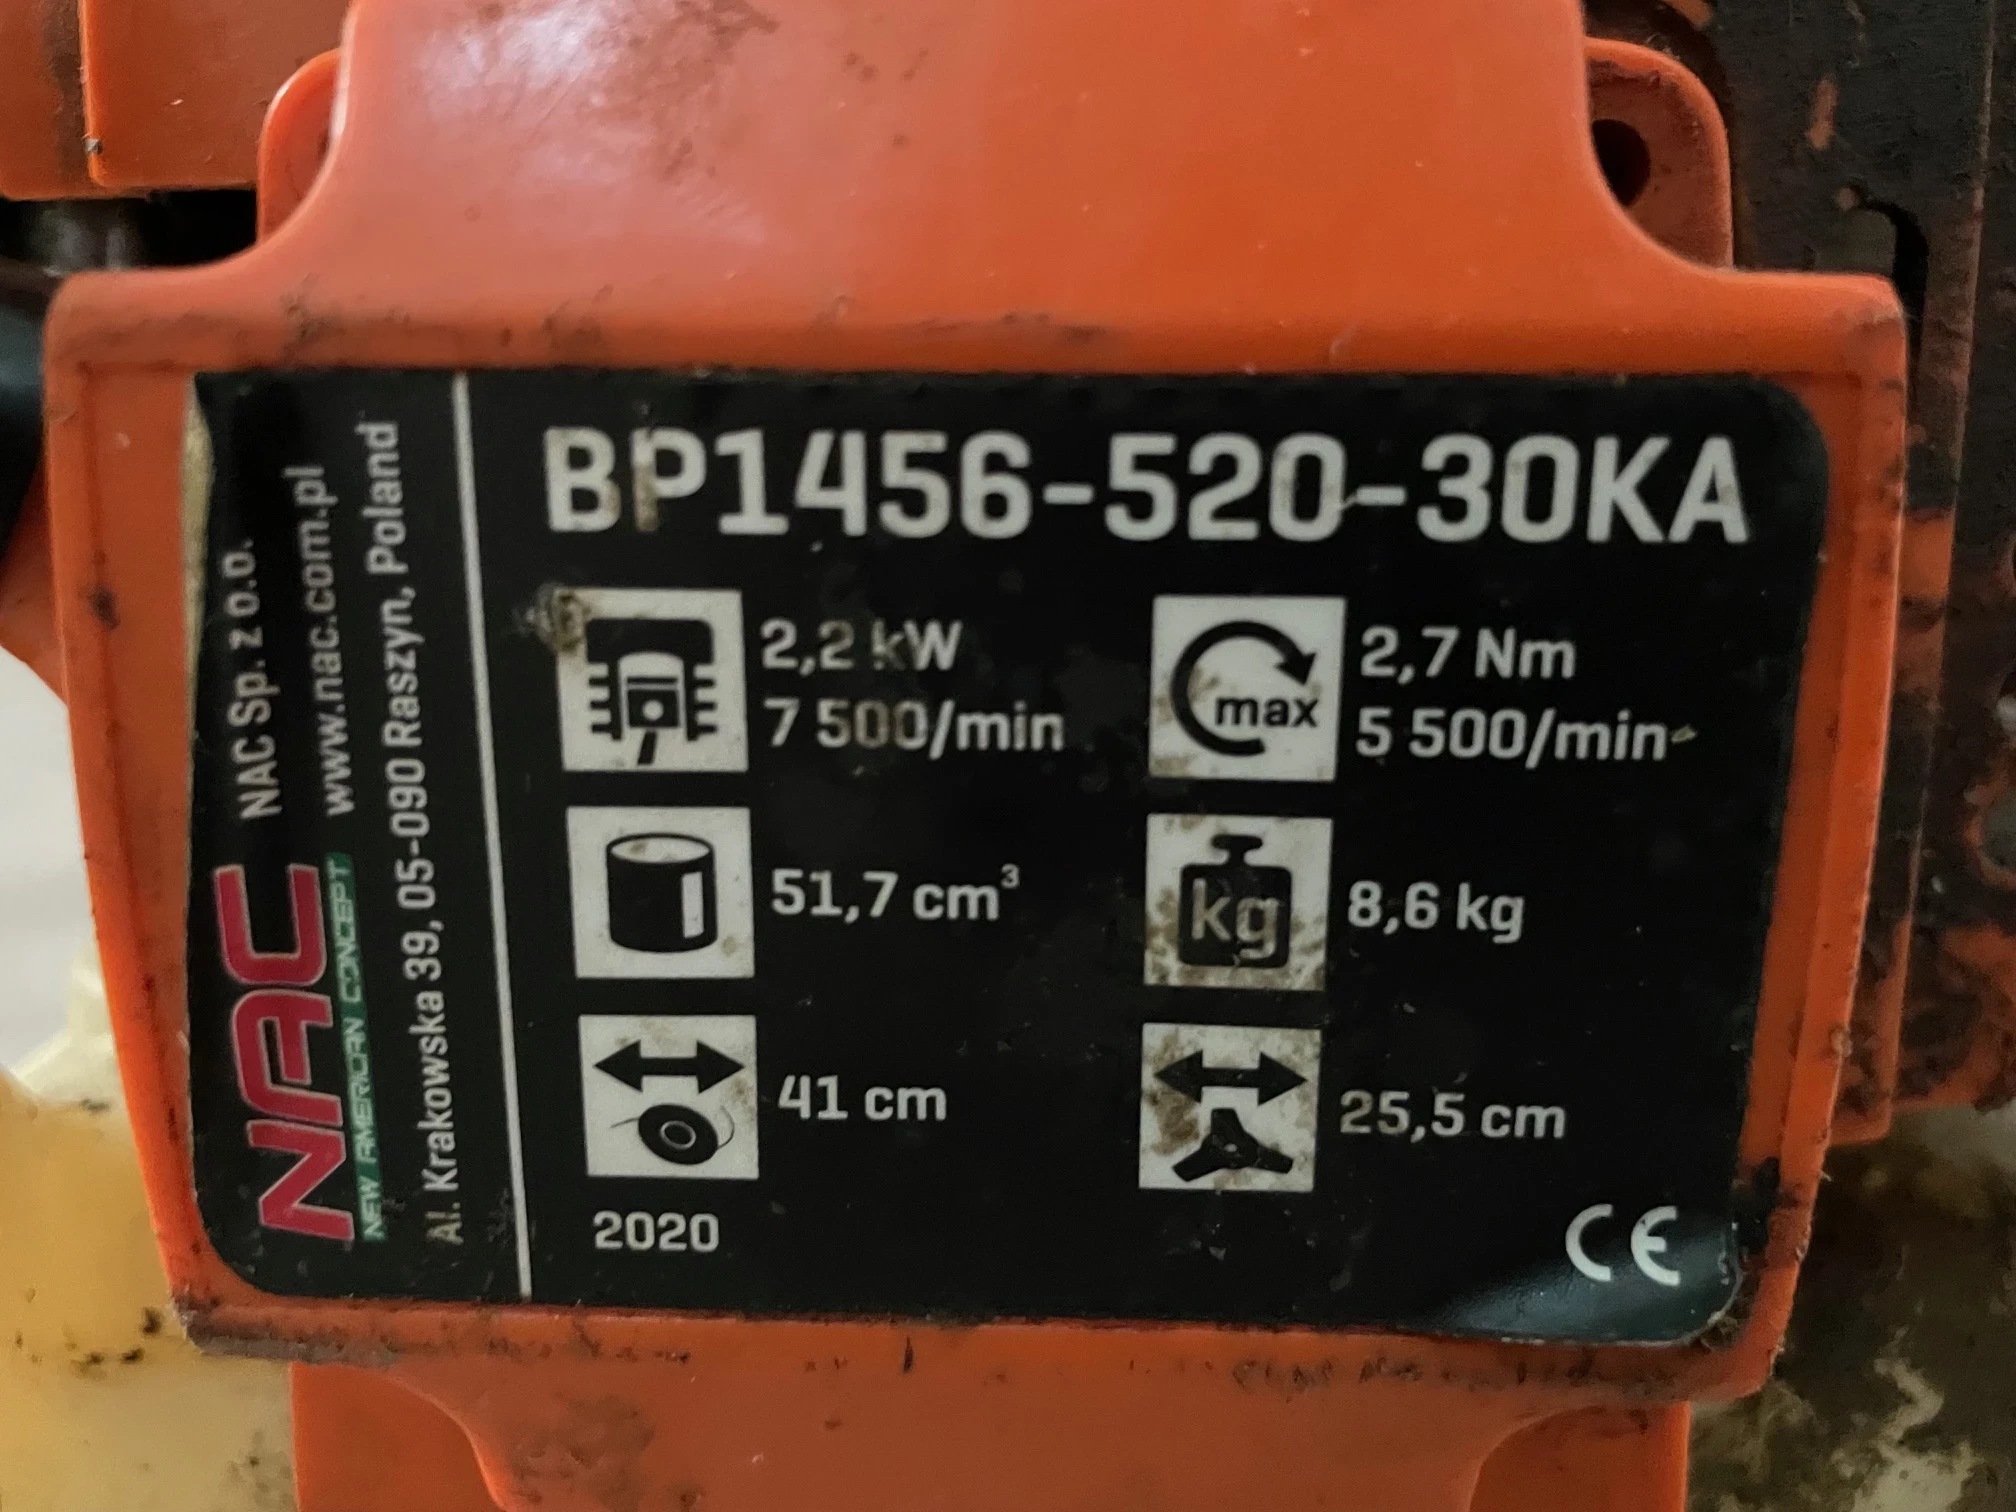 NAC
NEW AMERICAN CONCEPT
NAC Sp. z o.o.
www.nac.com.pl
Al. Krakowska 39, 05-090 Raszyn, Poland
BP1456-520-30KA
2,2 kW
7 500/min
max
2,7 Nm
5 500/min
51,7 cm³
kg
8,6 kg
41 cm
25,5 cm
2020
CE